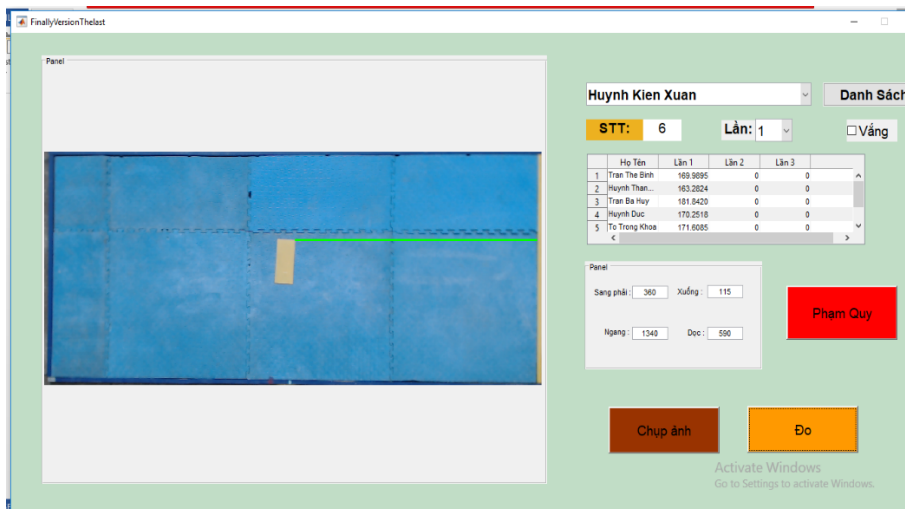 FinallyVersionThelast
Panel
Huynh Kien Xuan
Danh Sách
STT: 6 Lần: 1 Vắng
Họ Tên Lần 1 Lần 2 Lần 3
1 Tran The Binh 169.9895 0 0
2 Huynh Than... 163.2824 0 0
3 Tran Ba Huy 181.8420 0 0
4 Huynh Duc 170.2518 0 0
5 To Trong Khoa 171.6085 0 0
Panel
Sang phải : 360 Xuống : 115
Ngang : 1340 Dọc : 590
Phạm Quy
Chụp ảnh
Đo
Activate Windows
Go to Settings to activate Windows.